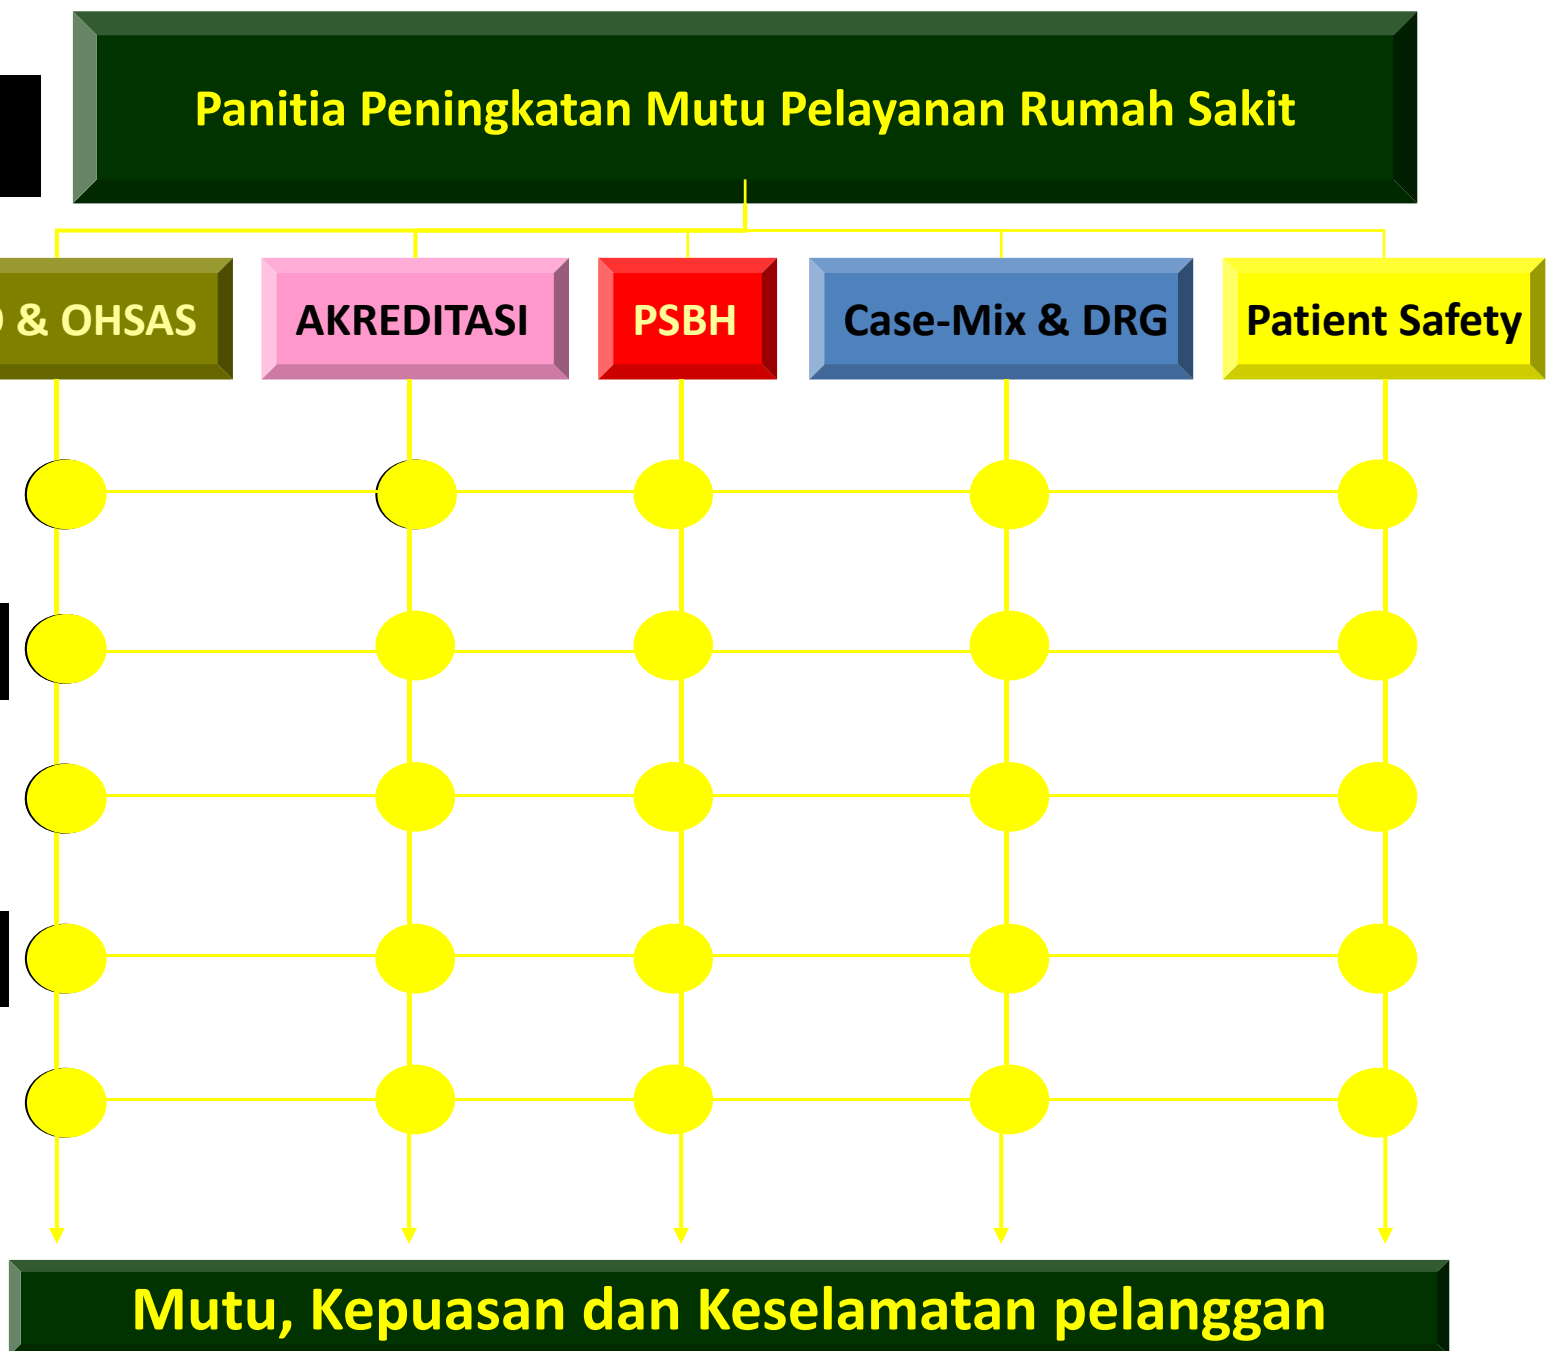 Panitia Peningkatan Mutu Pelayanan Rumah Sakit
& OHSAS
AKREDITASI
PSBH
Case-Mix & DRG
Patient Safety
Mutu, Kepuasan dan Keselamatan pelanggan